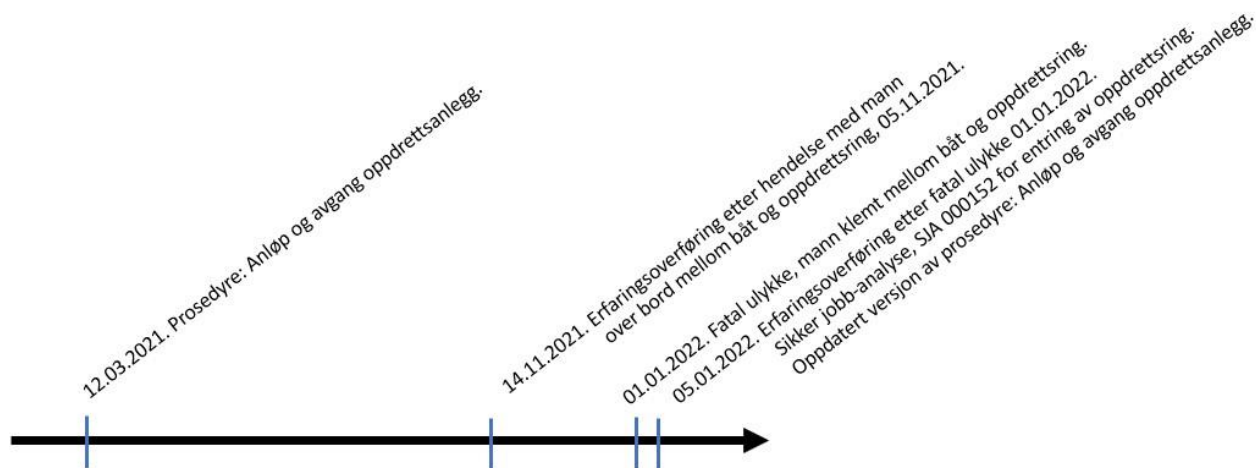 12.03.2021. Prosedyre: Anløp og avgang oppdrettsanlegg.
14.11.2021. Erfaringsoverføring etter hendelse med mann
over bord mellom båt og oppdrettsring, 05.11.2021.
01.01.2022. Fatal ulykke, mann klemt mellom båt og oppdrettsring.
05.01.2022. Erfaringsoverføring etter fatal ulykke 01.01.2022.
Sikker jobb-analyse, SJA 000152 for entring av oppdrettsring.
Oppdatert versjon av prosedyre: Anløp og avgang oppdrettsanlegg.